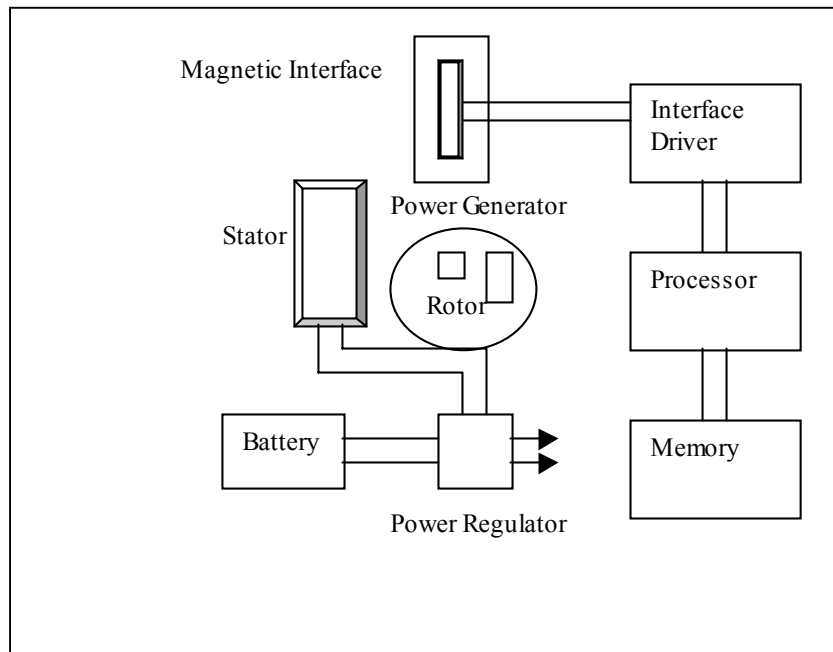 Magnetic Interface
Interface
Driver
Power Generator
Stator
Rotor
Processor
Battery
Memory
Power Regulator